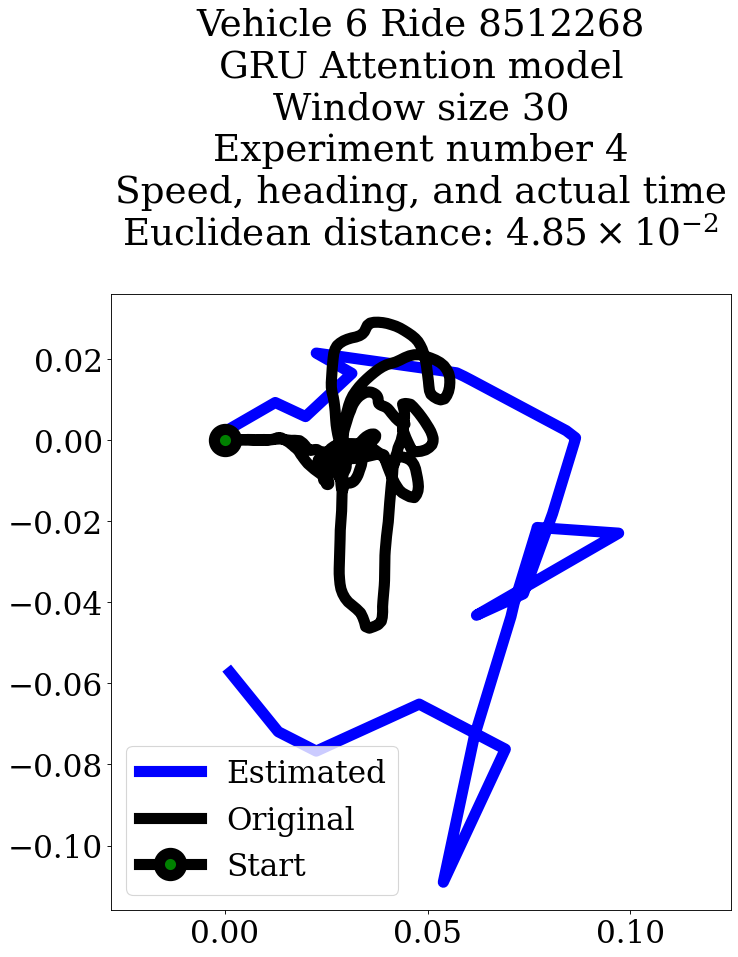 Vehicle 6 Ride 8512268
GRU Attention model
Window size 30
Experiment number 4
Speed, heading, and actual time
Euclidean distance: 4.85 × 10⁻²
0.02
0.00
−0.02
−0.04
−0.06
−0.08
−0.10
Estimated
Original
Start
0.00 0.05 0.10